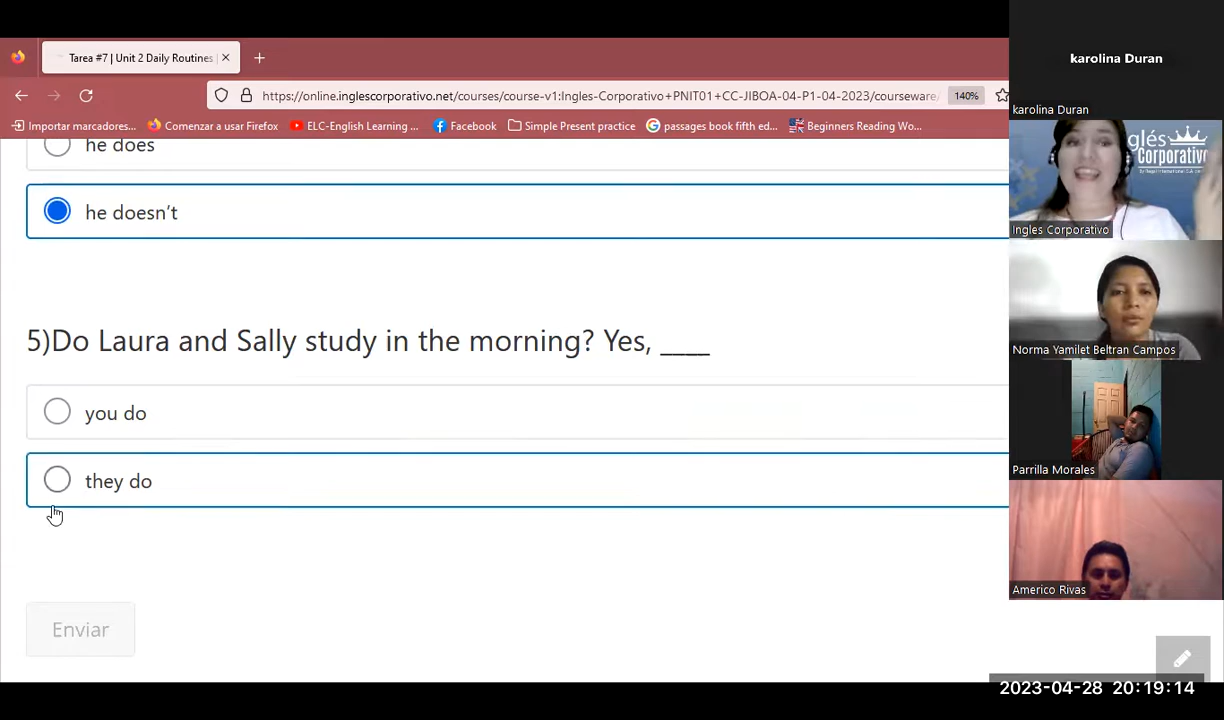 karolina Duran
Tarea #7 | Unit 2 Daily Routines |
https://online.inglescorporativo.net/courses/course-v1:Ingles-Corporativo+PNIT01+CC-JIBOA-04-P1-04-2023/courseware/
140%
karolina Duran
Importar marcadores...
Comenzar a usar Firefox
ELC-English Learning ...
Facebook
Simple Present practice
passages book fifth ed...
Beginners Reading Wo...
he does
glés
Corporativo
he doesn't
Ingles Corporativo
5)Do Laura and Sally study in the morning? Yes, ____
Norma Yamilet Beltran Campos
you do
Parrilla Morales
they do
Americo Rivas
Enviar
2023-04-28 20:19:14